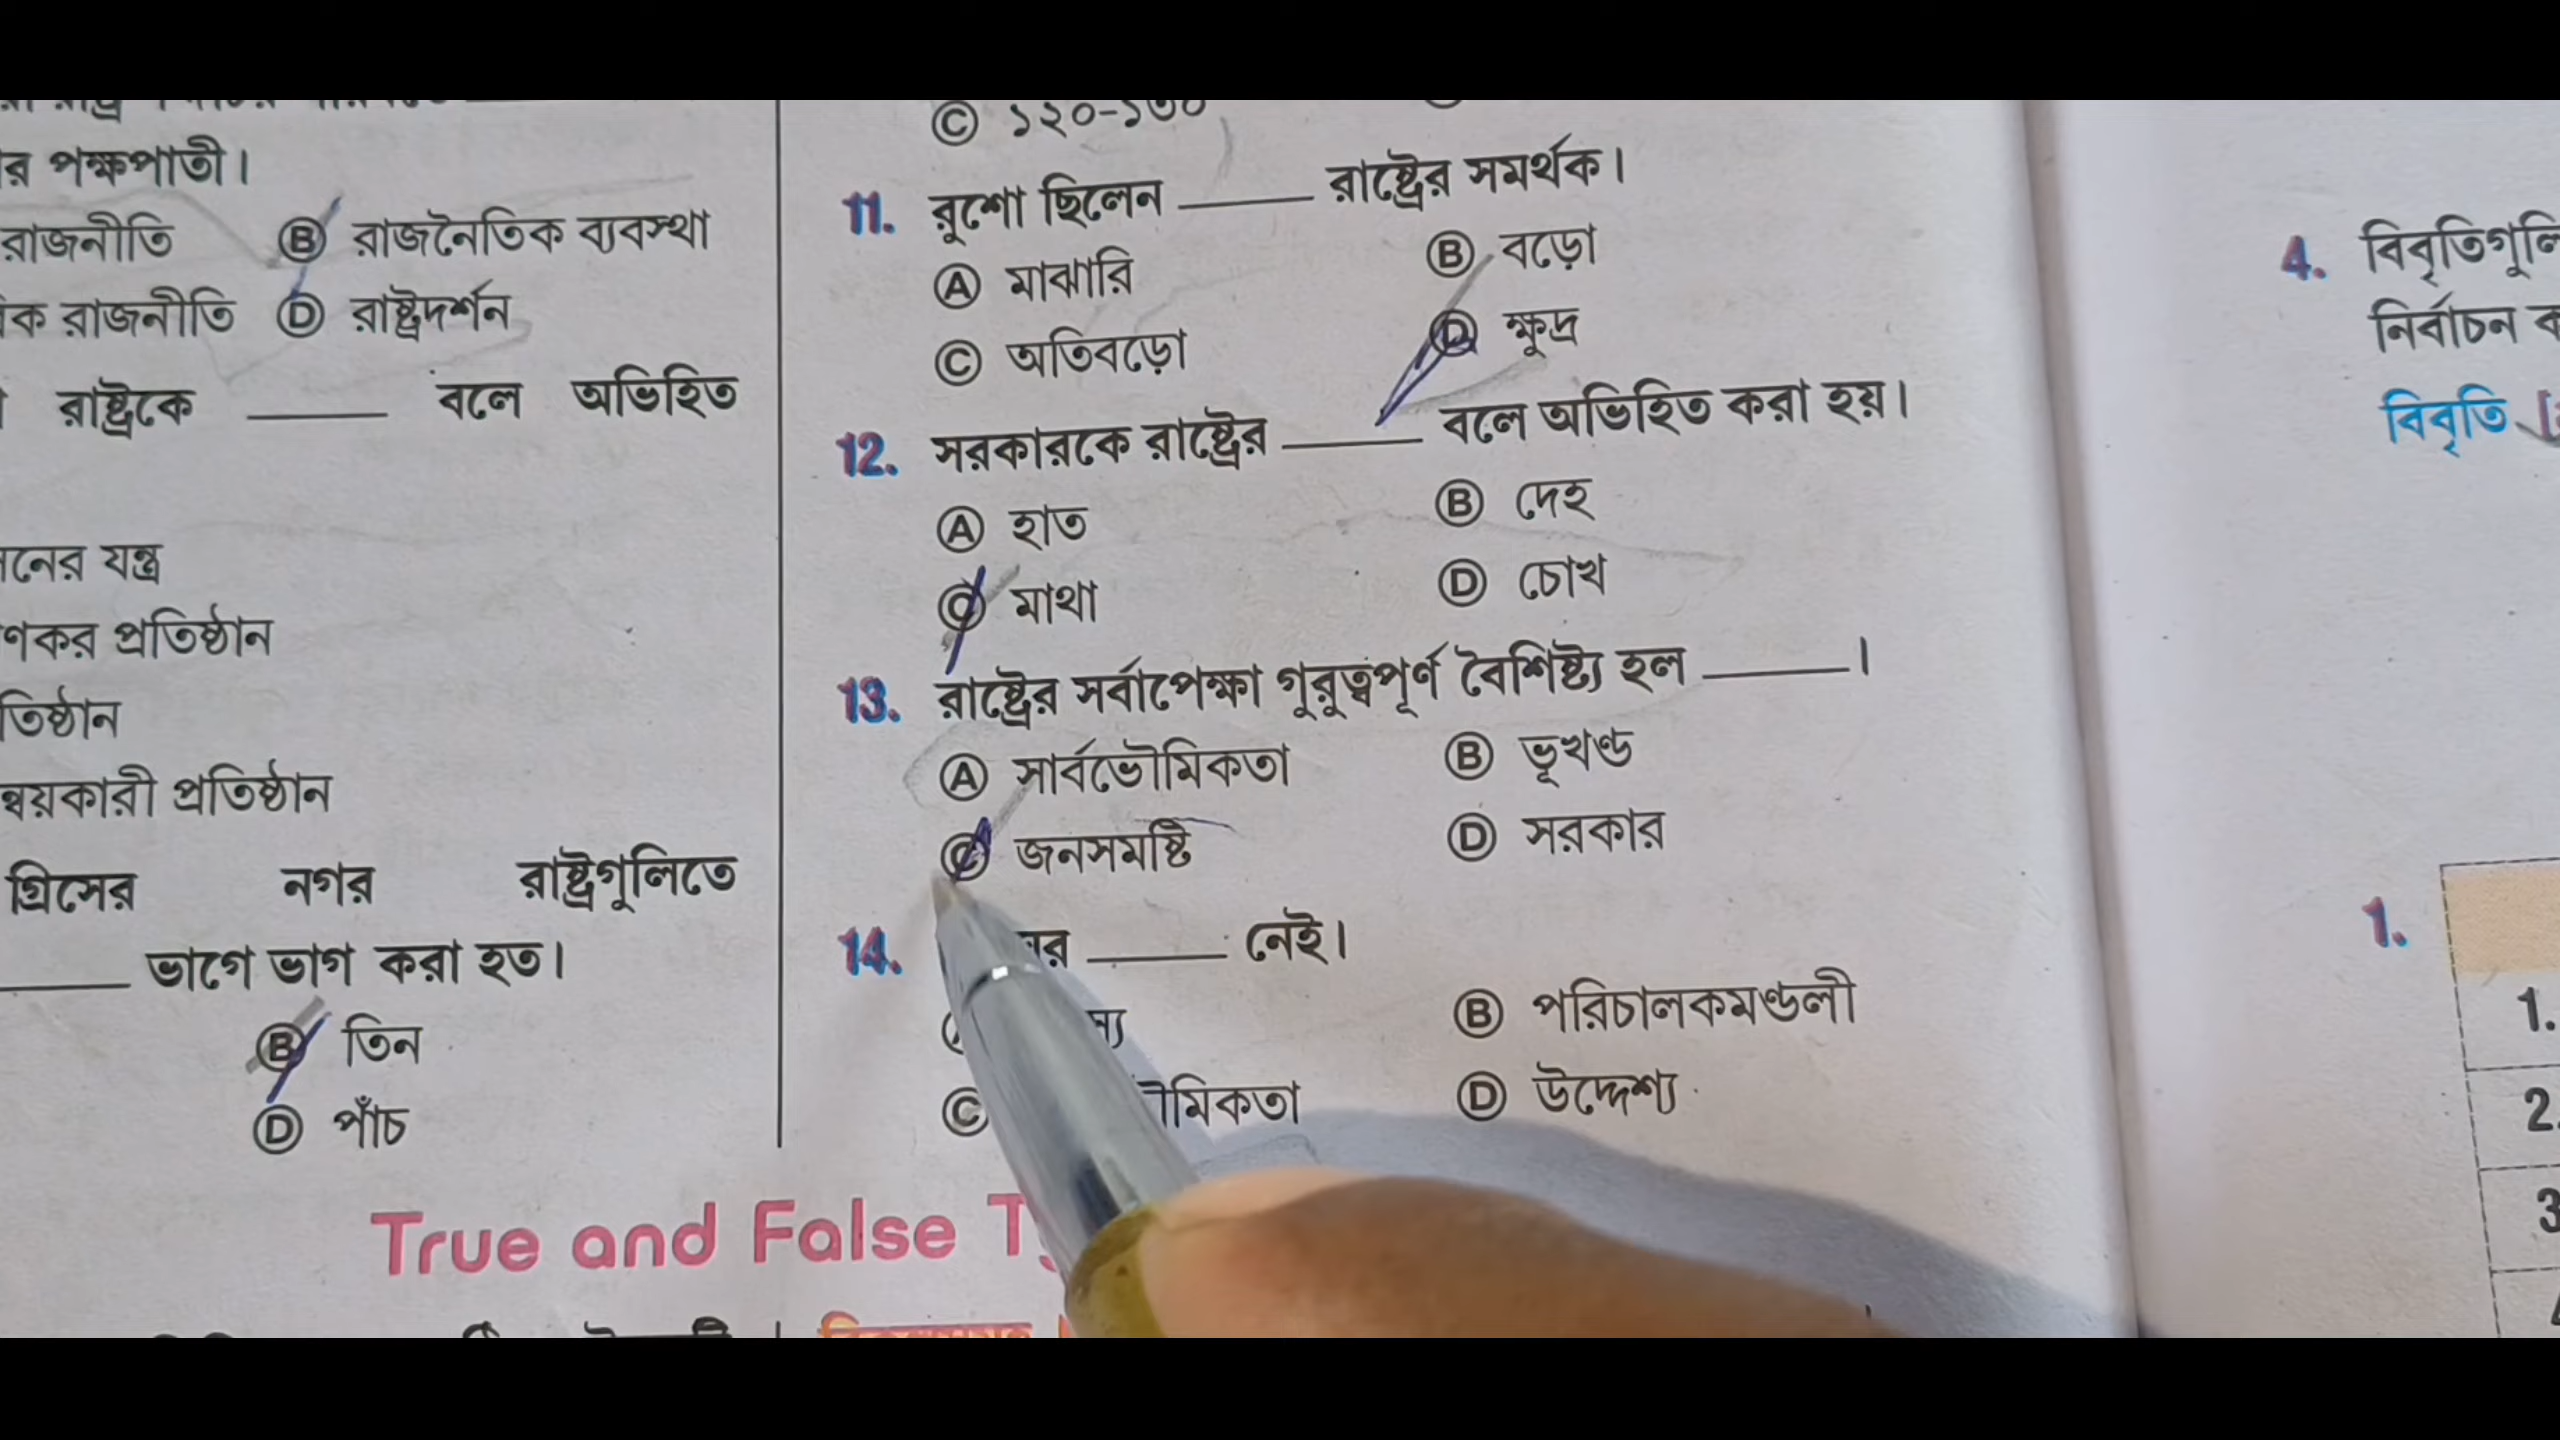 র পক্ষপাতী।
রাজনীতি Ⓑ রাজনৈতিক ব্যবস্থা
রাজনীতি Ⓓ রাষ্ট্রদর্শন
রাষ্ট্রকে ______ বলে অভিহিত
যন্ত্র
প্রতিষ্ঠান
গ্রিসের নগর রাষ্ট্রগুলিতে
______ ভাগে ভাগ করা হত।
Ⓑ তিন
Ⓓ পাঁচ
Ⓒ ১২০-১৩০
11. রুশো ছিলেন ______ রাষ্ট্রের সমর্থক।
Ⓐ মাঝারি Ⓑ বড়ো
Ⓒ অতিবড়ো Ⓓ ক্ষুদ্র
12. সরকারকে রাষ্ট্রের ______ বলে অভিহিত করা হয়।
Ⓐ হাত Ⓑ দেহ
Ⓒ মাথা Ⓓ চোখ
13. রাষ্ট্রের সর্বাপেক্ষা গুরুত্বপূর্ণ বৈশিষ্ট্য হল ______।
Ⓐ সার্বভৌমিকতা Ⓑ ভূখণ্ড
Ⓒ জনসমষ্টি Ⓓ সরকার
14. ______ নেই।
Ⓑ পরিচালকমণ্ডলী
Ⓒ Ⓓ উদ্দেশ্য
True and False
4. বিবৃতিগুলি
নির্বাচন ক
বিবৃতি
1.
1.
2.
3